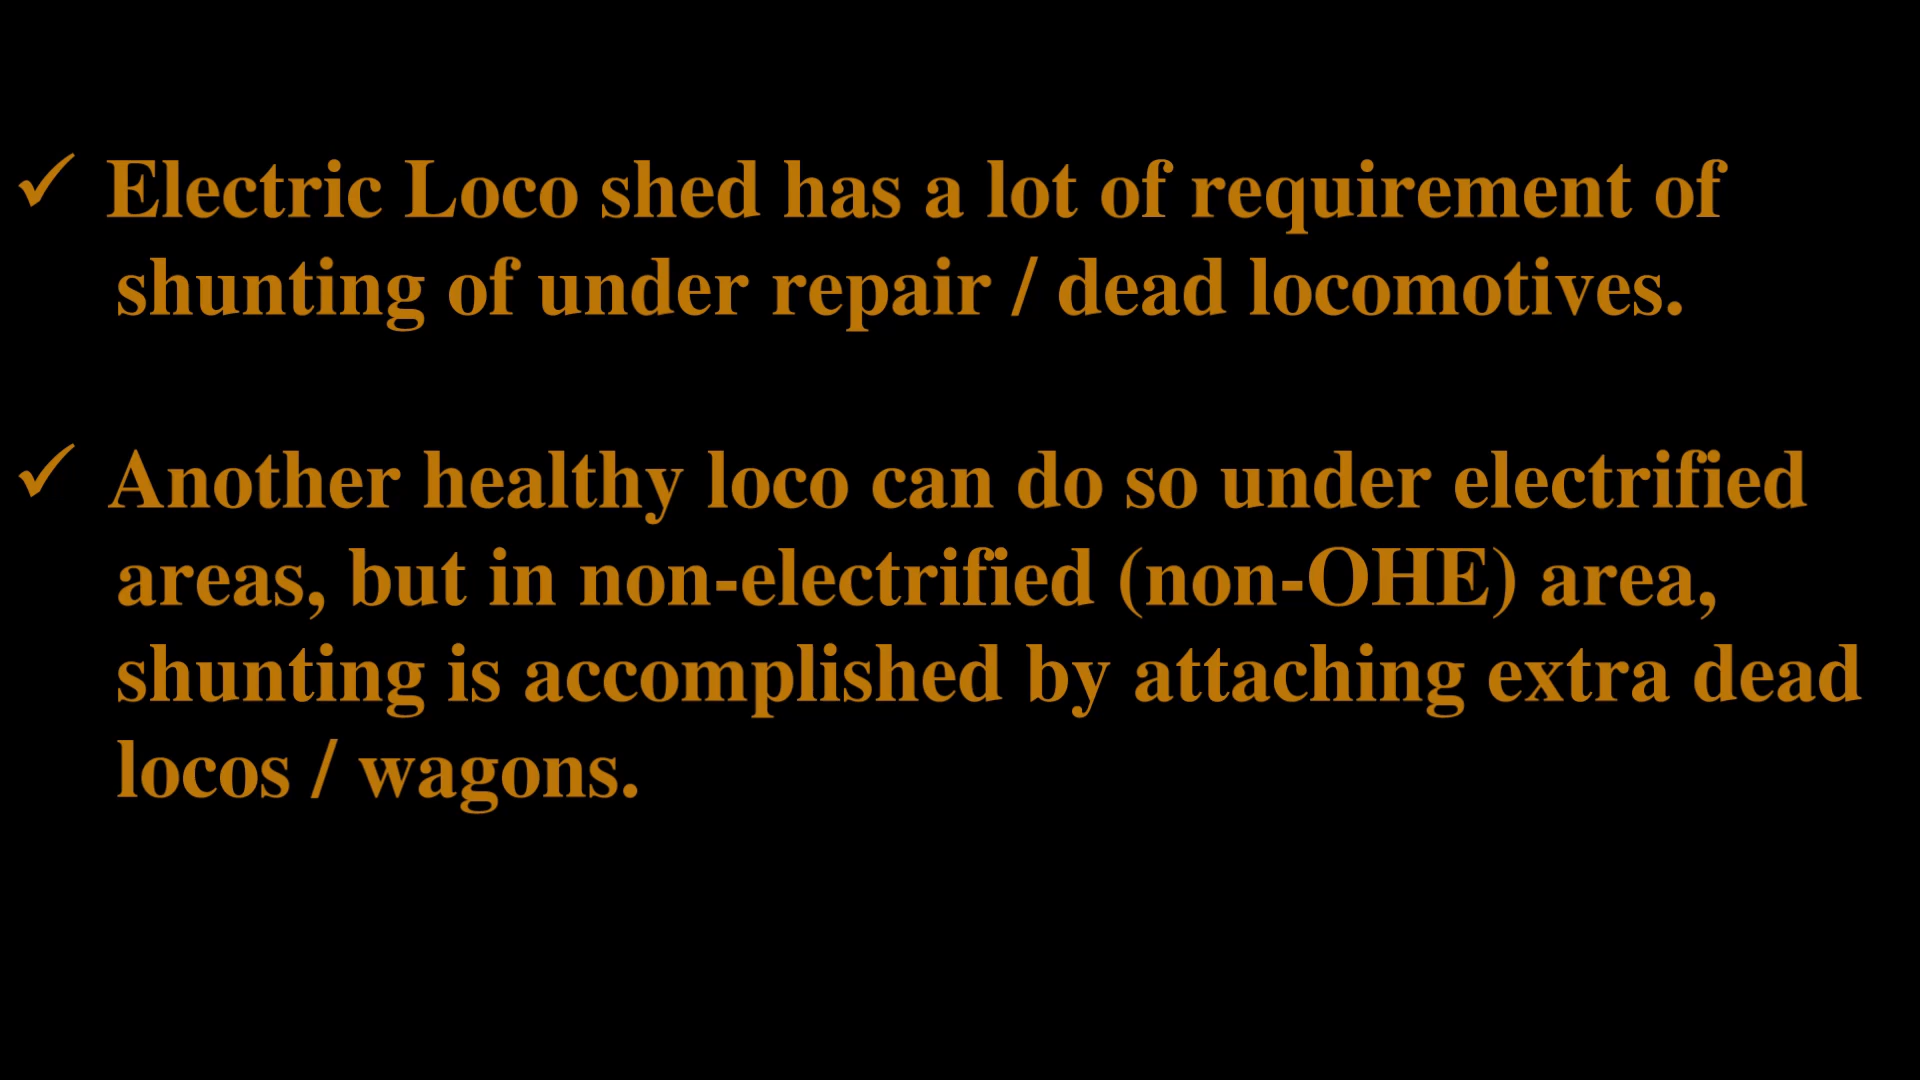 ✓ Electric Loco shed has a lot of requirement of
shunting of under repair / dead locomotives.
✓ Another healthy loco can do so under electrified
areas, but in non-electrified (non-OHE) area,
shunting is accomplished by attaching extra dead
locos / wagons.